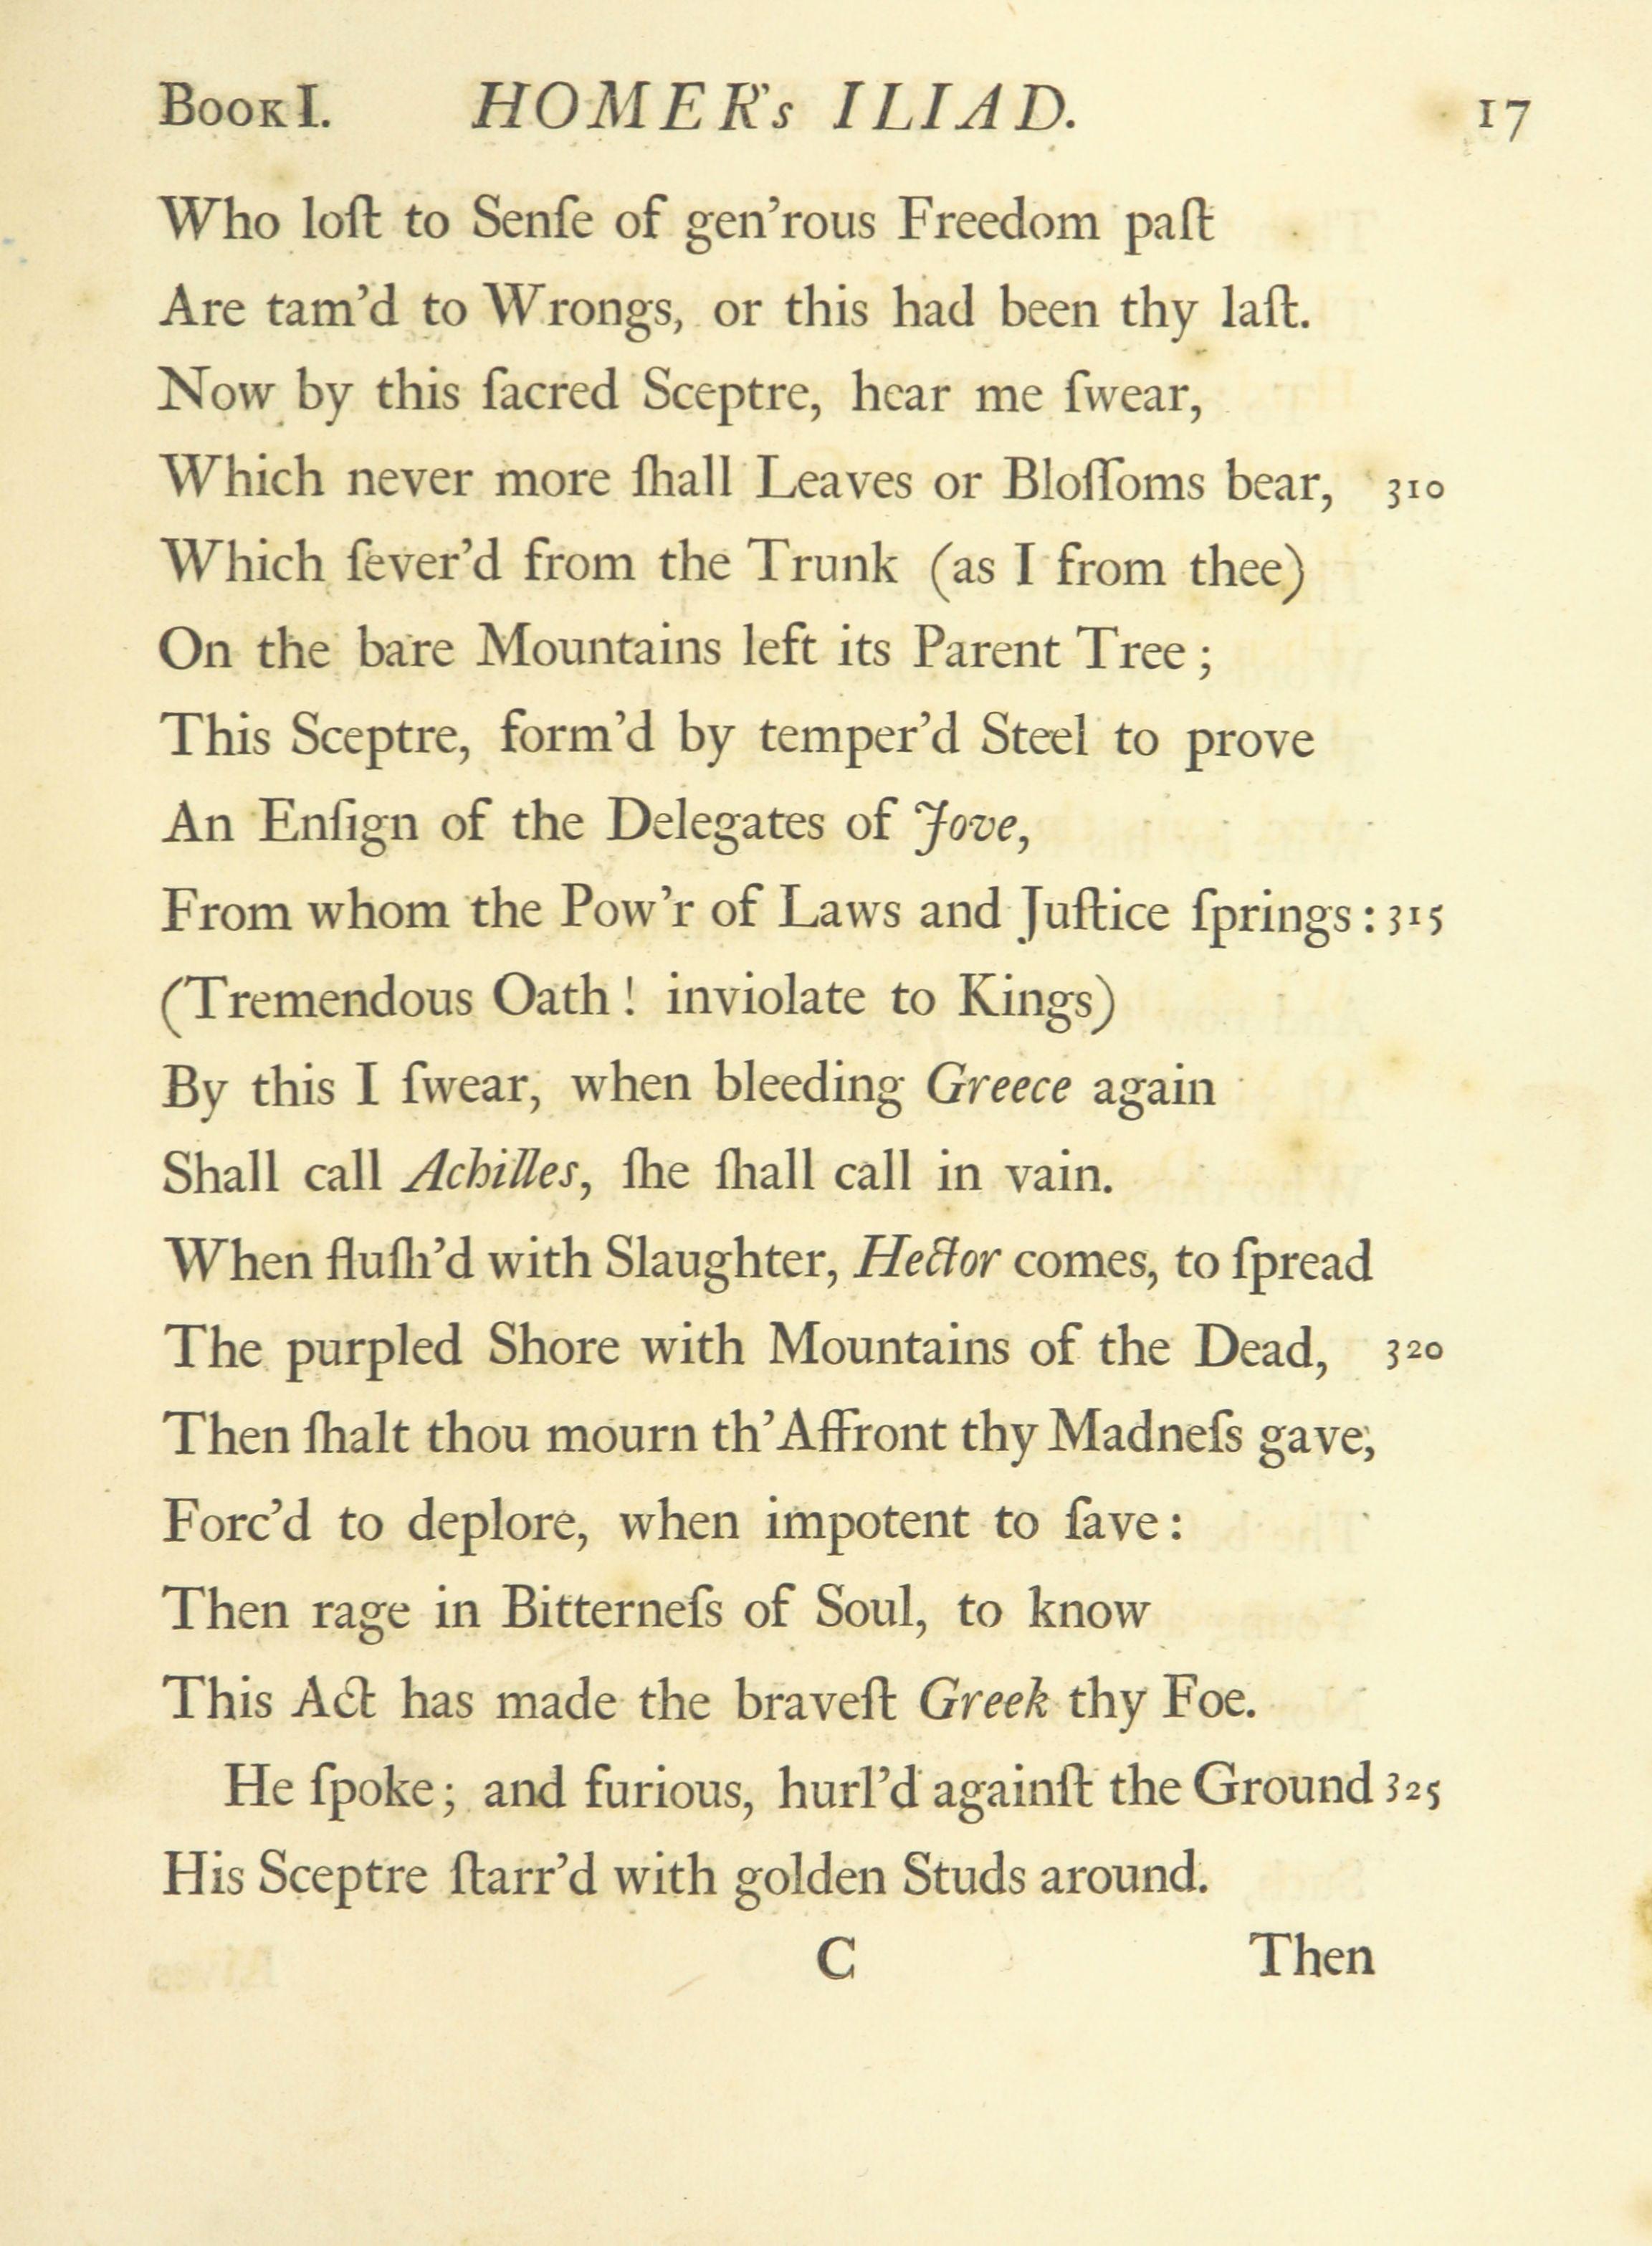 Book I. HOMER's ILIAD. 17
Who loſt to Senſe of gen'rous Freedom paſt
Are tam'd to Wrongs, or this had been thy laſt.
Now by this ſacred Sceptre, hear me ſwear,
Which never more ſhall Leaves or Bloſſoms bear, 310
Which ſever'd from the Trunk (as I from thee)
On the bare Mountains left its Parent Tree;
This Sceptre, form'd by temper'd Steel to prove
An Enſign of the Delegates of Jove,
From whom the Pow'r of Laws and Juſtice ſprings: 315
(Tremendous Oath! inviolate to Kings)
By this I ſwear, when bleeding Greece again
Shall call Achilles, ſhe ſhall call in vain.
When fluſh'd with Slaughter, Hector comes, to ſpread
The purpled Shore with Mountains of the Dead, 320
Then ſhalt thou mourn th'Affront thy Madneſs gave,
Forc'd to deplore, when impotent to ſave:
Then rage in Bitterneſs of Soul, to know
This Act has made the braveſt Greek thy Foe.
He ſpoke; and furious, hurl'd againſt the Ground 325
His Sceptre ſtarr'd with golden Studs around.
C Then